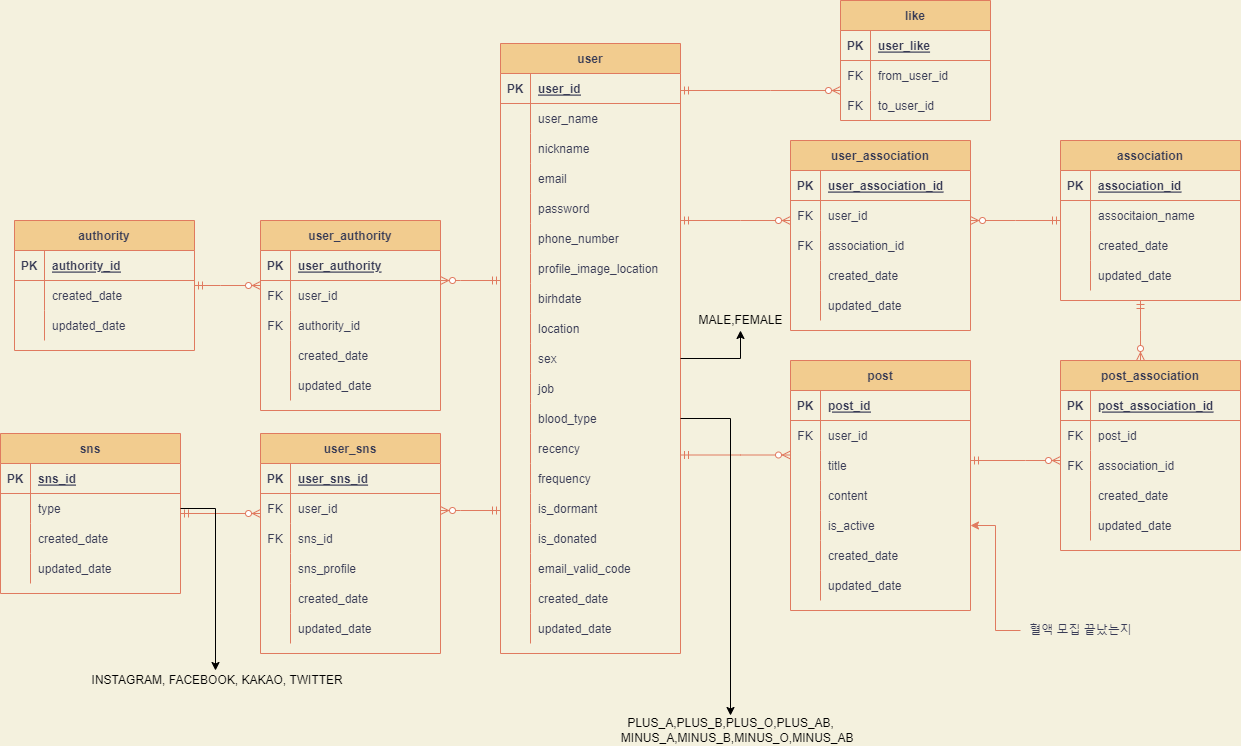 like
PK user_like
FK from_user_id
FK to_user_id
user
PK user_id
user_name
nickname
email
password
phone_number
profile_image_location
birhdate
location
sex
job
blood_type
recency
frequency
is_dormant
is_donated
email_valid_code
created_date
updated_date
user_association
PK user_association_id
FK user_id
FK association_id
created_date
updated_date
association
PK association_id
associtaion_name
created_date
updated_date
authority
PK authority_id
created_date
updated_date
user_authority
PK user_authority
FK user_id
FK authority_id
created_date
updated_date
MALE,FEMALE
post
PK post_id
FK user_id
title
content
is_active
created_date
updated_date
post_association
PK post_association_id
FK post_id
FK association_id
created_date
updated_date
sns
PK sns_id
type
created_date
updated_date
user_sns
PK user_sns_id
FK user_id
FK sns_id
sns_profile
created_date
updated_date
혈액 모집 끝났는지
INSTAGRAM, FACEBOOK, KAKAO, TWITTER
PLUS_A,PLUS_B,PLUS_O,PLUS_AB,
MINUS_A,MINUS_B,MINUS_O,MINUS_AB